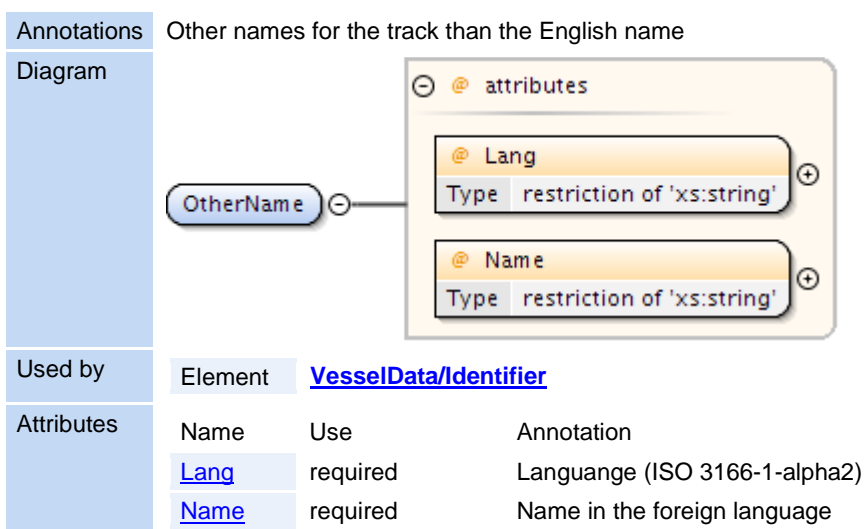 Annotations Other names for the track than the English name
Diagram
@ attributes
@ Lang
Type restriction of 'xs:string'
OtherName
@ Name
Type restriction of 'xs:string'
Used by Element VesselData/Identifier
Attributes Name Use Annotation
Lang required Languange (ISO 3166-1-alpha2)
Name required Name in the foreign language